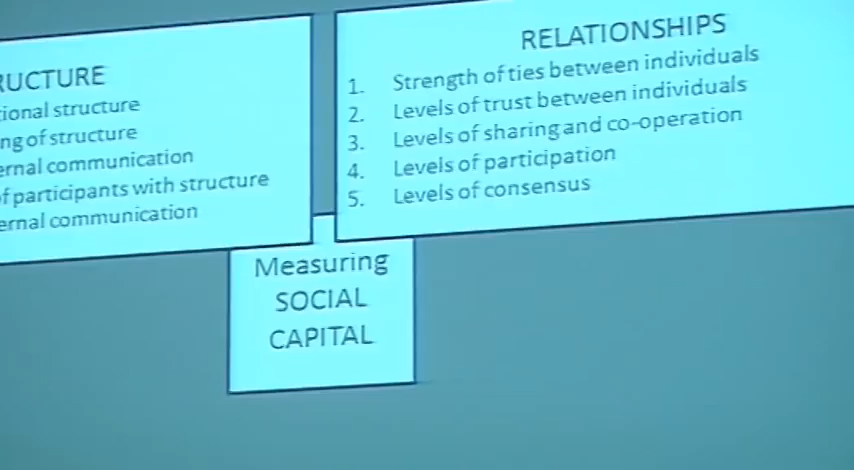 RUCTURE
ional structure
ng of structure
ernal communication
f participants with structure
ernal communication
RELATIONSHIPS
1. Strength of ties between individuals
2. Levels of trust between individuals
3. Levels of sharing and co-operation
4. Levels of participation
5. Levels of consensus
Measuring
SOCIAL
CAPITAL